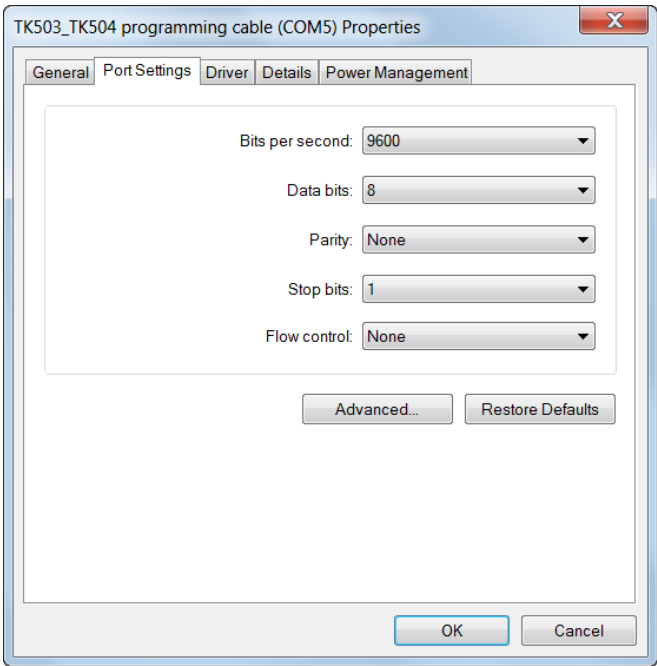 TK503_TK504 programming cable (COM5) Properties
General Port Settings Driver Details Power Management
Bits per second: 9600
Data bits: 8
Parity: None
Stop bits: 1
Flow control: None
Advanced... Restore Defaults
OK Cancel